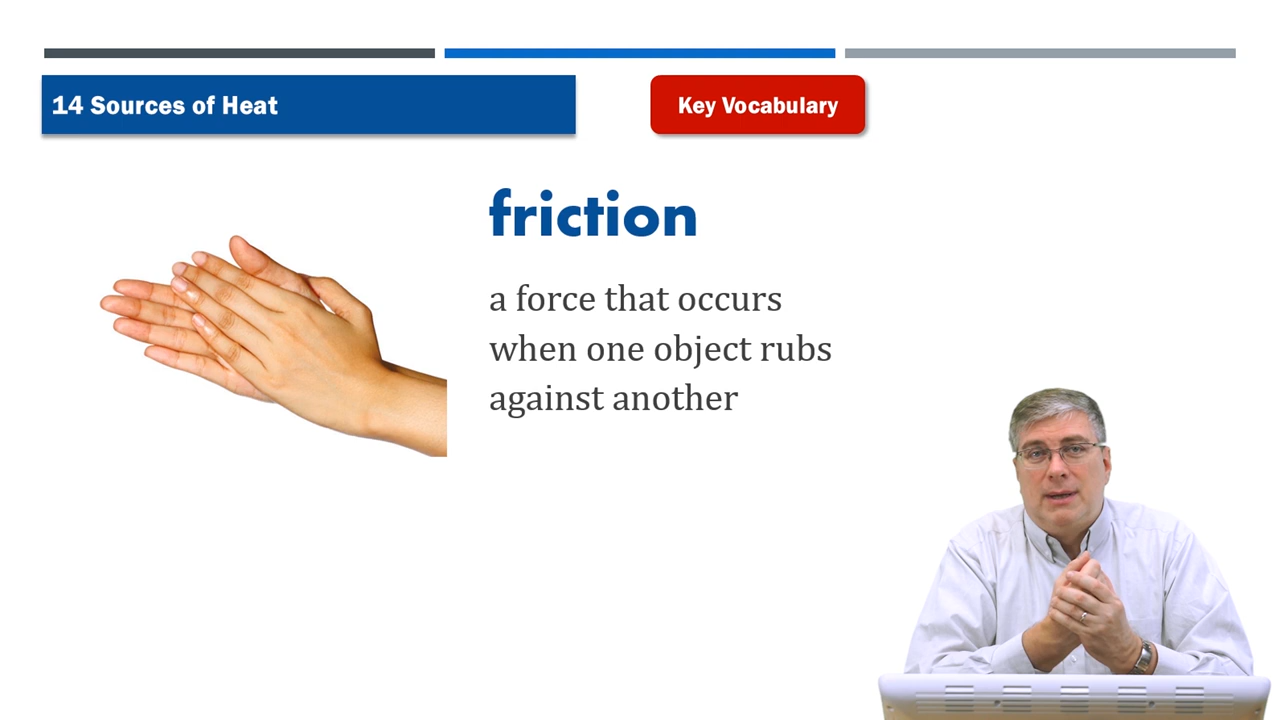 14 Sources of Heat
Key Vocabulary
friction
a force that occurs
when one object rubs
against another